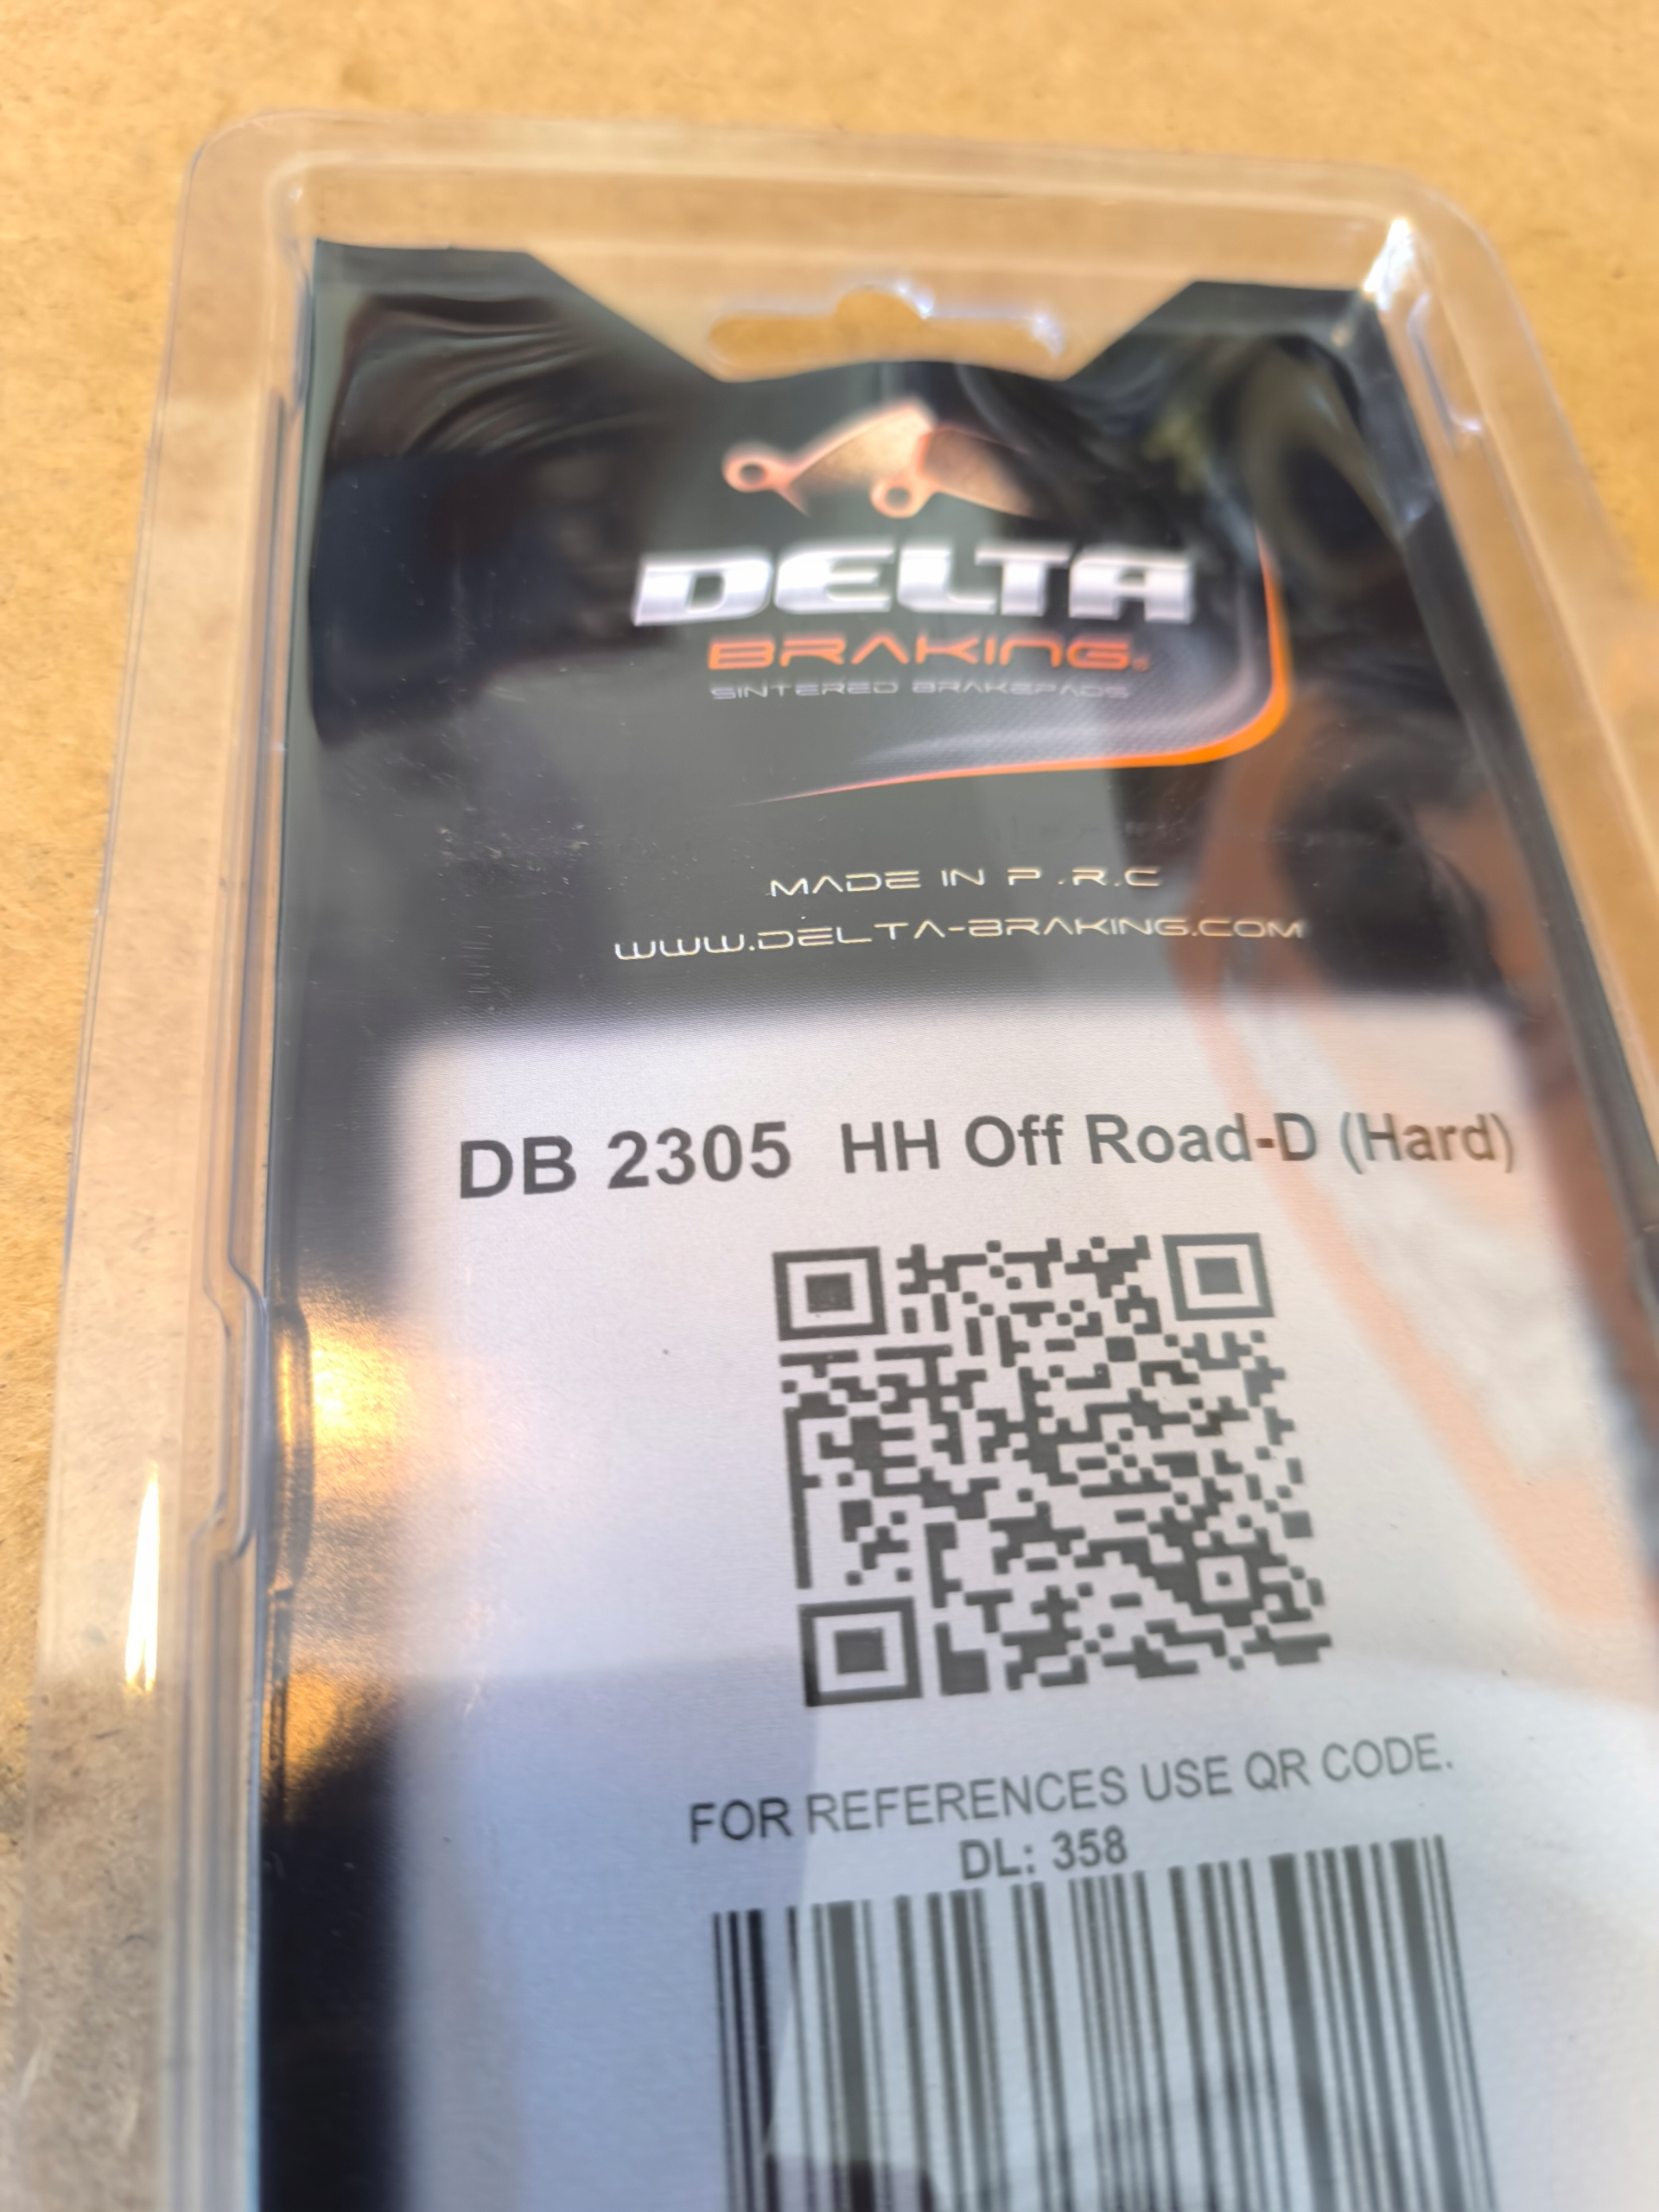 DELTA
BRAKING
SINTERED BRAKEPADS
MADE IN P.R.C
WWW.DELTA-BRAKING.COM
DB 2305 HH Off Road-D (Hard)
FOR REFERENCES USE QR CODE.
DL: 358